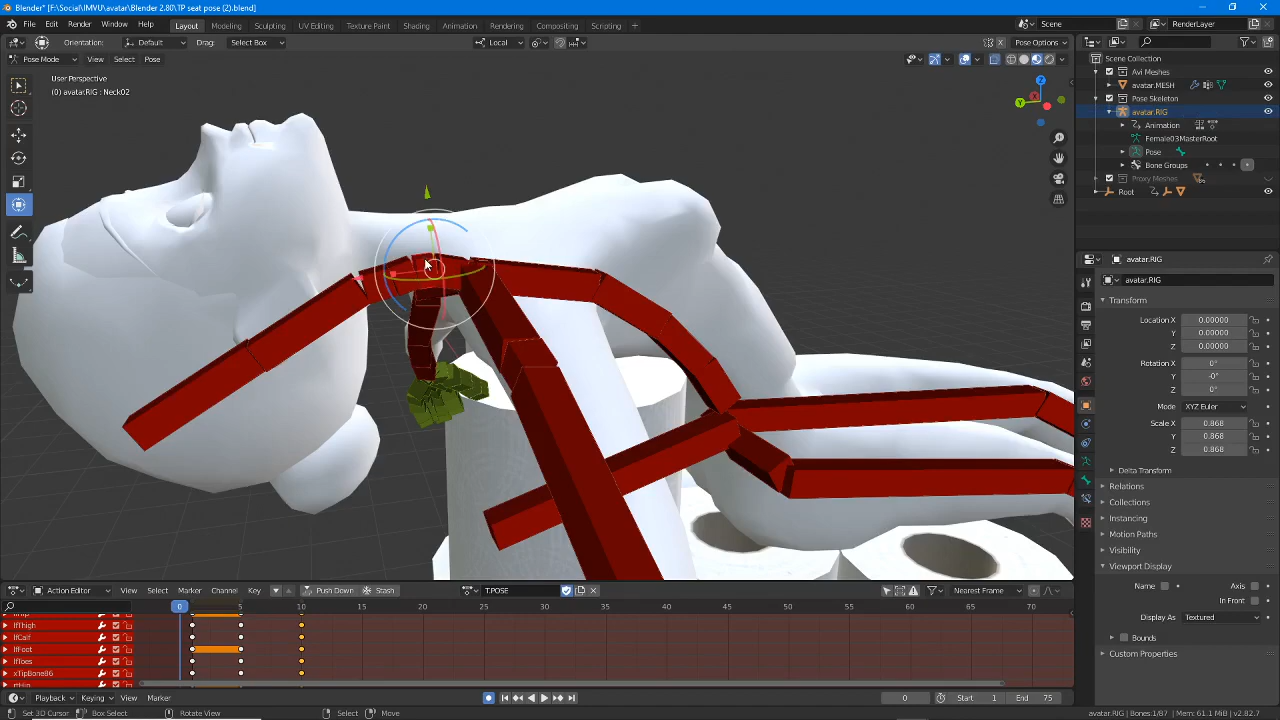 Blender* [F:\Social\IMVU\avatar\Blender 2.80\TP seat pose (2).blend]
File Edit Render Window Help Layout Modeling Sculpting UV Editing Texture Paint Shading Animation Rendering Compositing Scripting + Scene RenderLayer
Orientation: Default Drag: Select Box Local Pose Options
Pose Mode View Select Pose
User Perspective
(0) avatar.RIG : Neck02
Z
Y
X
Scene Collection
Avi Meshes
avatar.MESH
Pose Skeleton
avatar.RIG
Animation
Female03MasterRoot
Pose
Bone Groups
Proxy Meshes
Root
avatar.RIG
avatar.RIG
Transform
Location X 0.00000
Y 0.00000
Z 0.00000
Rotation X 0°
Y -0°
Z 0°
Mode XYZ Euler
Scale X 0.868
Y 0.868
Z 0.868
Delta Transform
Relations
Collections
Instancing
Motion Paths
Visibility
Viewport Display
Name Axis
In Front
Display As Textured
Bounds
Custom Properties
Action Editor View Select Marker Channel Key Push Down Stash T.POSE Nearest Frame
0 5 10 15 20 25 30 35 40 45 50 55 60 65 70
lfThigh
lfCalf
lfFoot
lfToes
xTipBone86
rtHip
Playback Keying View Marker 0 Start 1 End 75
Set 3D Cursor Box Select Rotate View Select Move avatar.RIG | Bones:1/87 | Mem: 61.1 MiB | v2.82.7